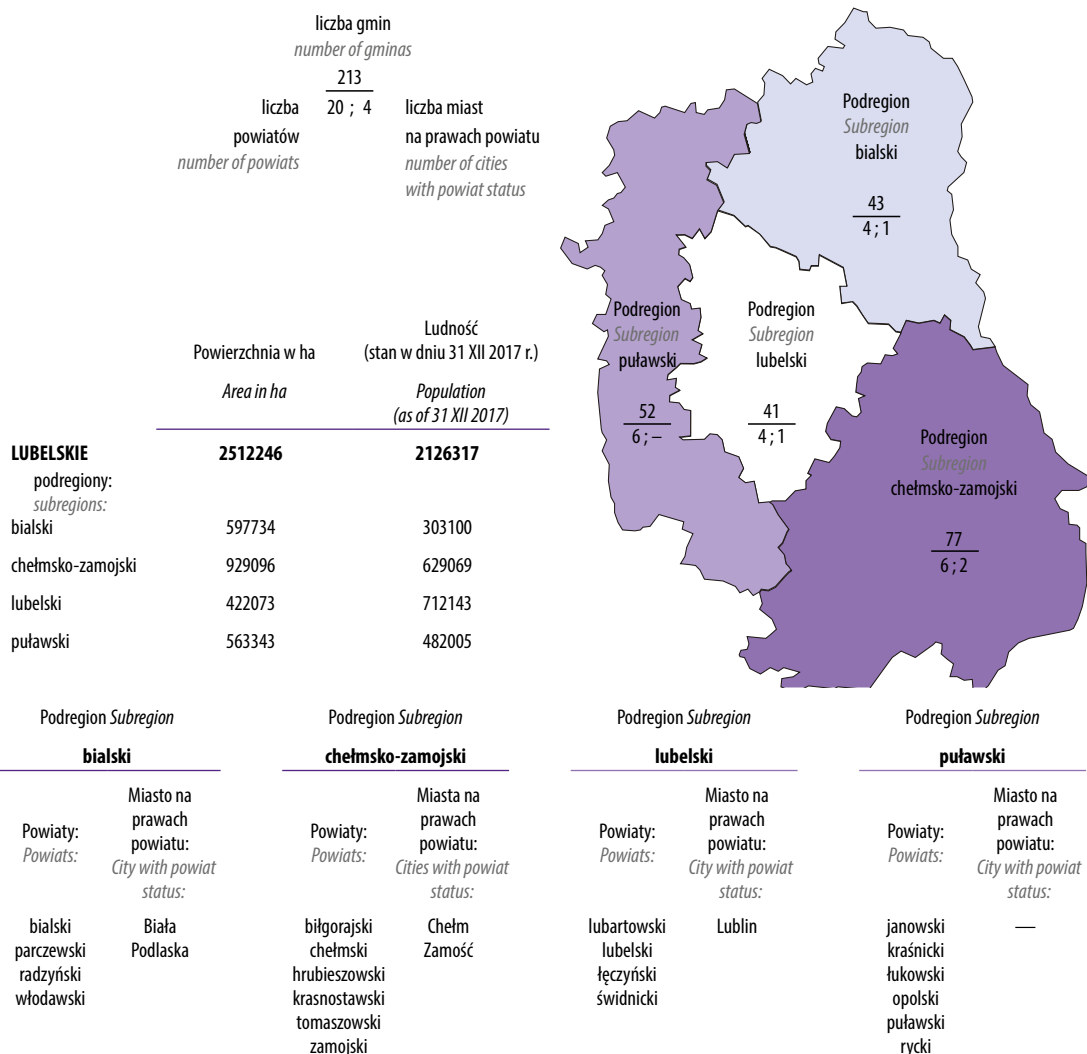 liczba gmin
number of gminas
213
20 ; 4
liczba
powiatów
number of powiats
liczba miast
na prawach powiatu
number of cities
with powiat status
Podregion
Subregion
bialski
43
4 ; 1
Podregion
Subregion
puławski
52
6 ; –
Podregion
Subregion
lubelski
41
4 ; 1
Podregion
Subregion
chełmsko-zamojski
77
6 ; 2
Powierzchnia w ha
Area in ha
Ludność
(stan w dniu 31 XII 2017 r.)
Population
(as of 31 XII 2017)
LUBELSKIE 2512246 2126317
podregiony:
subregions:
bialski 597734 303100
chełmsko-zamojski 929096 629069
lubelski 422073 712143
puławski 563343 482005
Podregion Subregion
bialski
Powiaty:
Powiats:
Miasto na
prawach
powiatu:
City with powiat
status:
bialski Biała
parczewski Podlaska
radzyński
włodawski
Podregion Subregion
chełmsko-zamojski
Powiaty:
Powiats:
Miasta na
prawach
powiatu:
Cities with powiat
status:
biłgorajski Chełm
chełmski Zamość
hrubieszowski
krasnostawski
tomaszowski
zamojski
Podregion Subregion
lubelski
Powiaty:
Powiats:
Miasto na
prawach
powiatu:
City with powiat
status:
lubartowski Lublin
lubelski
łęczyński
świdnicki
Podregion Subregion
puławski
Powiaty:
Powiats:
Miasto na
prawach
powiatu:
City with powiat
status:
janowski —
kraśnicki
łukowski
opolski
puławski
rycki